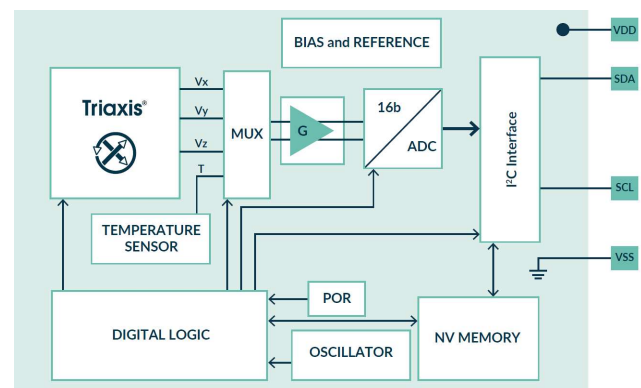 BIAS and REFERENCE
VDD
SDA
Triaxis®
Vx
Vy
Vz
T
MUX
G
16b
ADC
I²C Interface
SCL
VSS
TEMPERATURE
SENSOR
DIGITAL LOGIC
POR
OSCILLATOR
NV MEMORY